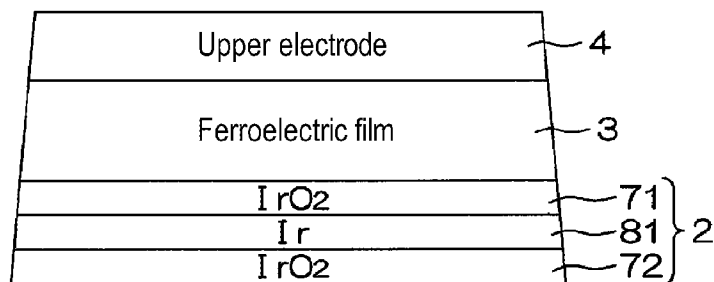 Upper electrode 4
Ferroelectric film 3
IrO2 71
Ir 81 2
IrO2 72